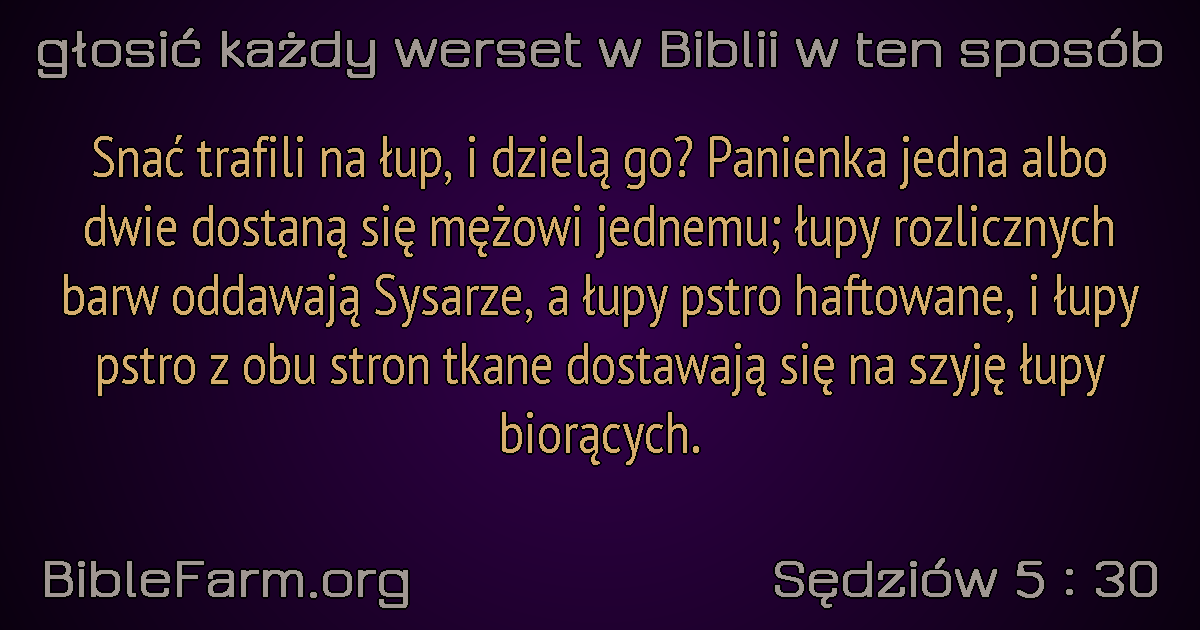 głosić każdy werset w Biblii w ten sposób
Snać trafili na łup, i dzielą go? Panienka jedna albo
dwie dostaną się mężowi jednemu; łupy rozlicznych
barw oddawają Sysarze, a łupy pstro haftowane, i łupy
pstro z obu stron tkane dostawają się na szyję łupy
biorących.
BibleFarm.org
Sędziów 5 : 30